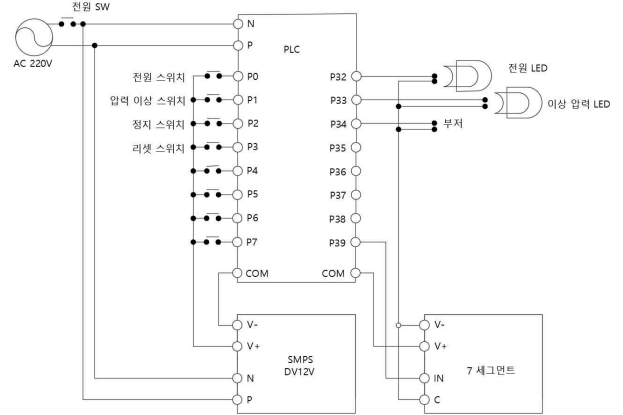 전원 SW
AC 220V
N
P
PLC
전원 스위치
P0
압력 이상 스위치
P1
정지 스위치
P2
리셋 스위치
P3
P4
P5
P6
P7
COM
P32
전원 LED
P33
이상 압력 LED
P34
부저
P35
P36
P37
P38
P39
COM
V-
V+
SMPS
DV12V
N
P
V-
V+
7 세그먼트
IN
C